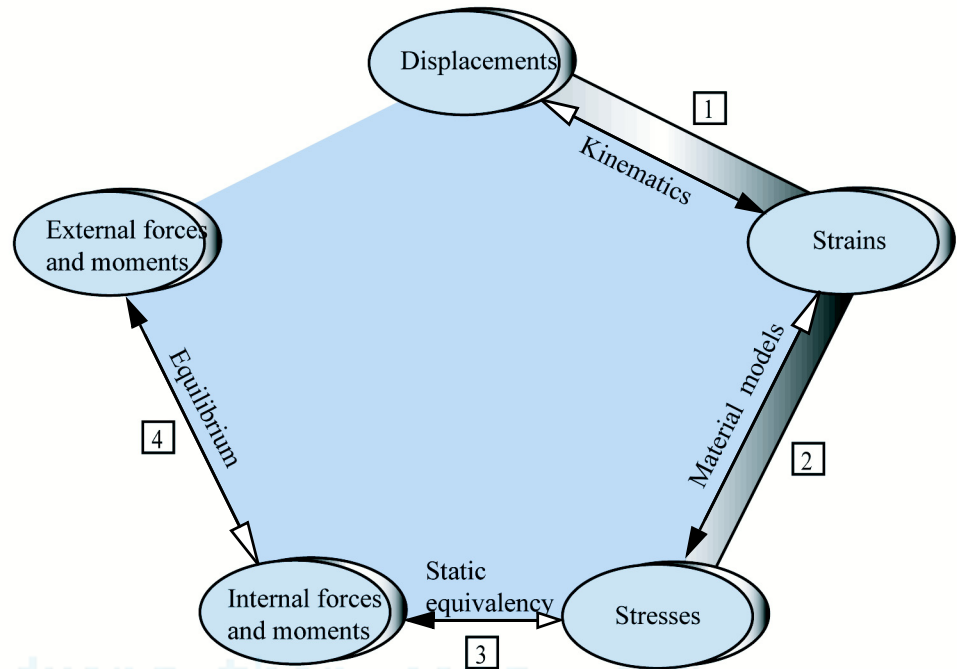 Displacements
1
Kinematics
External forces
and moments
Strains
Equilibrium
4
Material models
2
Internal forces
and moments
Static
equivalency
3
Stresses